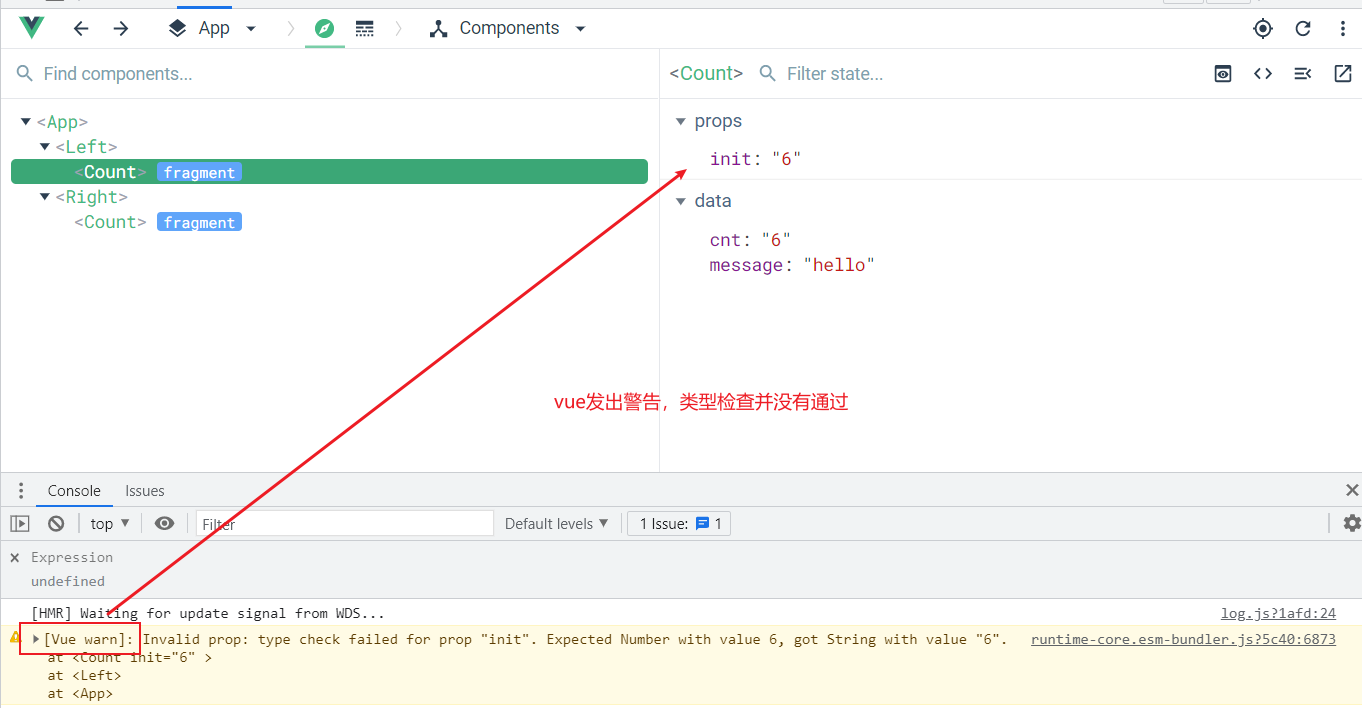 App
Components
Find components...
<Count>
Filter state...
<App>
<Left>
<Count> fragment
<Right>
<Count> fragment
props
init: "6"
data
cnt: "6"
message: "hello"
vue发出警告，类型检查并没有通过
Console
Issues
top
Filter
Default levels
1 Issue:
1
Expression
undefined
[HMR] Waiting for update signal from WDS...
log.js?1afd:24
[Vue warn]: Invalid prop: type check failed for prop "init". Expected Number with value 6, got String with value "6".
runtime-core.esm-bundler.js?5c40:6873
at <Count init="6" >
at <Left>
at <App>